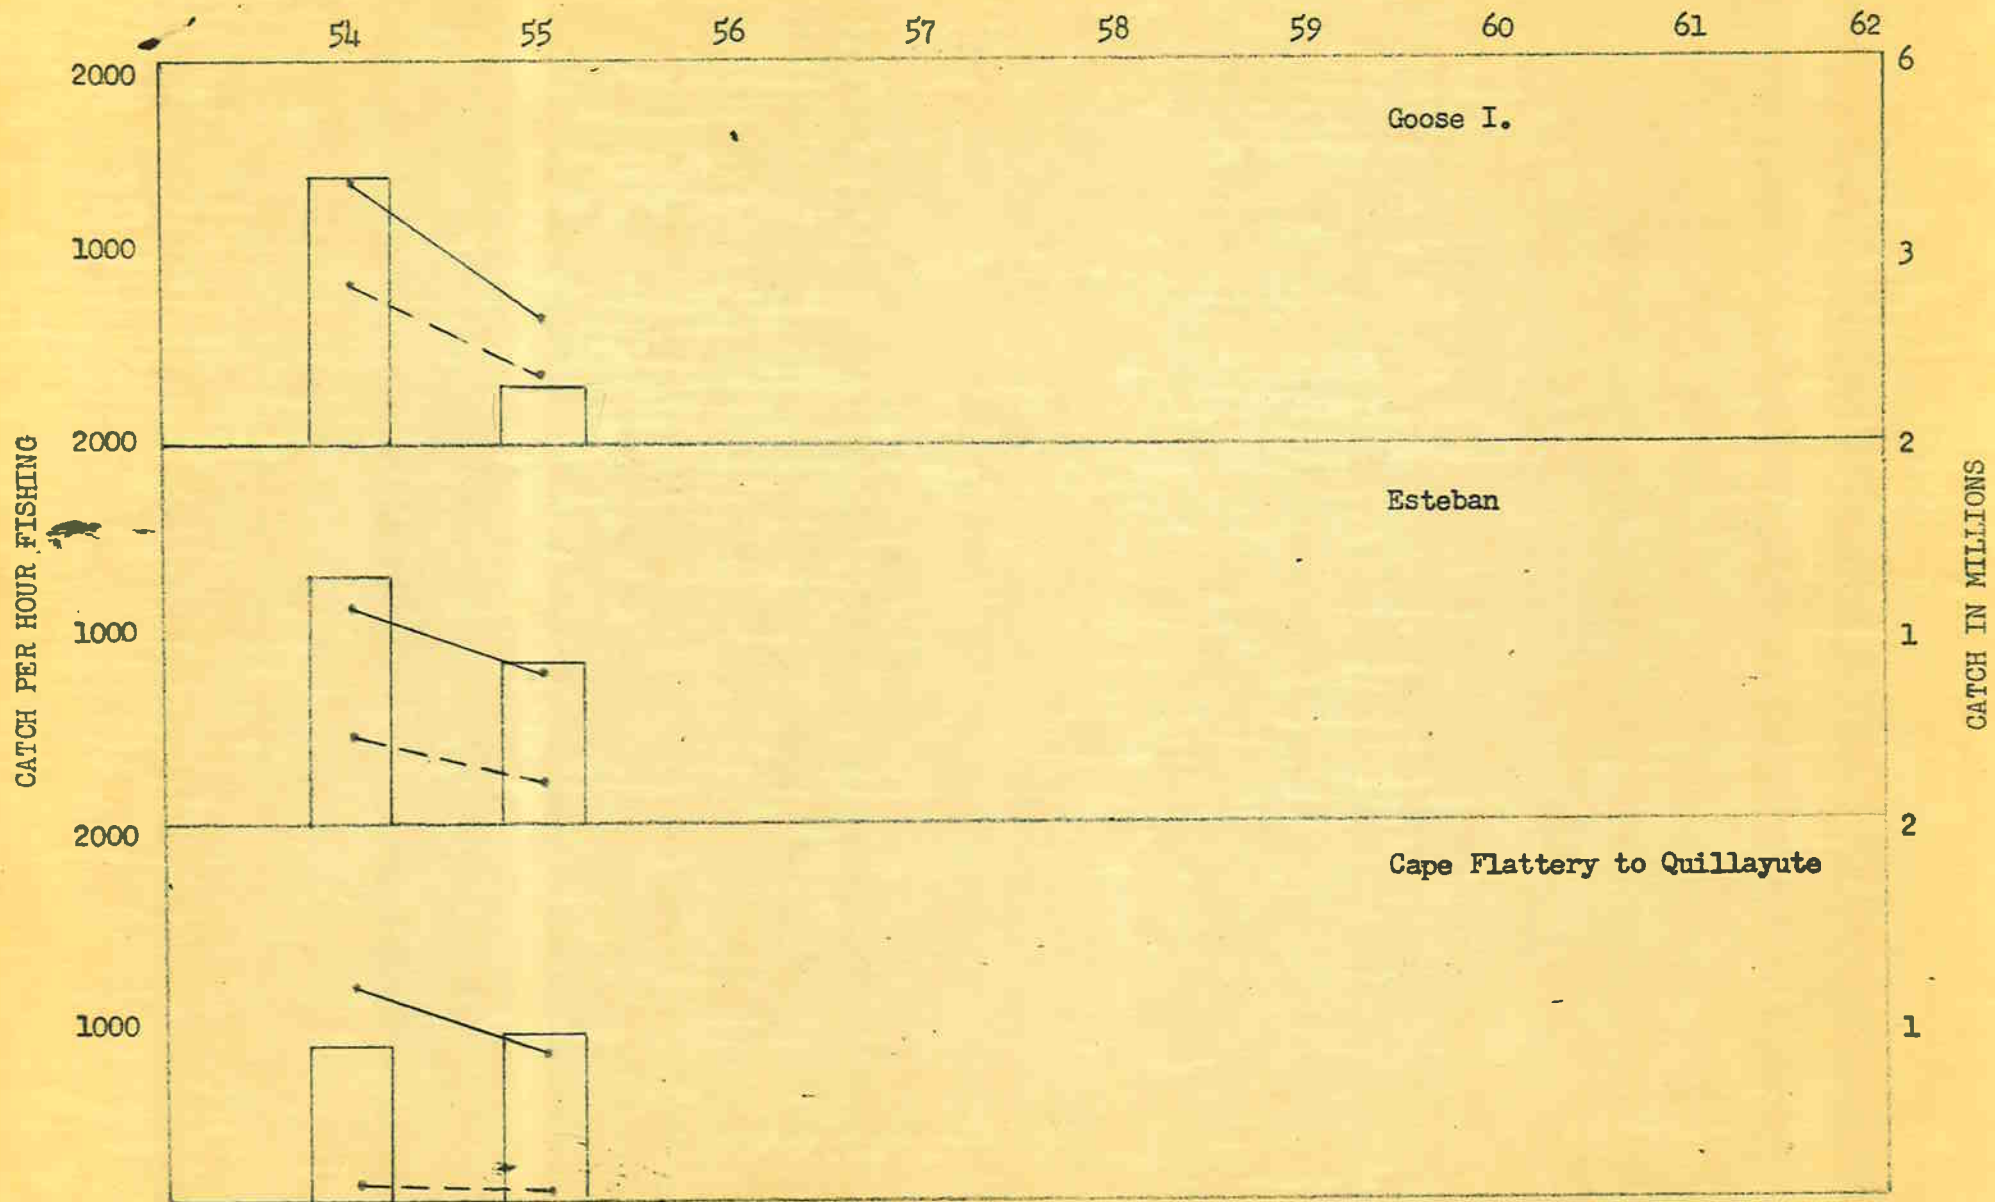 54 55 56 57 58 59 60 61 62
2000 6
Goose I.
1000 3
2000 2
Esteban
1000 1
2000 2
Cape Flattery to Quillayute
1000 1
CATCH PER HOUR FISHING
CATCH IN MILLIONS